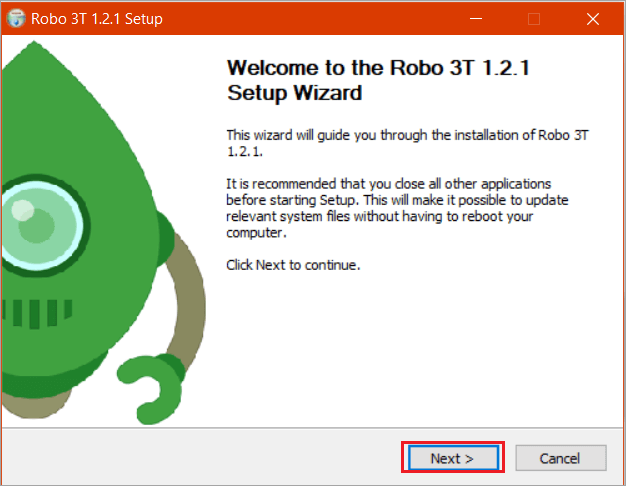 Robo 3T 1.2.1 Setup
Welcome to the Robo 3T 1.2.1
Setup Wizard
This wizard will guide you through the installation of Robo 3T
1.2.1.
It is recommended that you close all other applications
before starting Setup. This will make it possible to update
relevant system files without having to reboot your
computer.
Click Next to continue.
Next >
Cancel